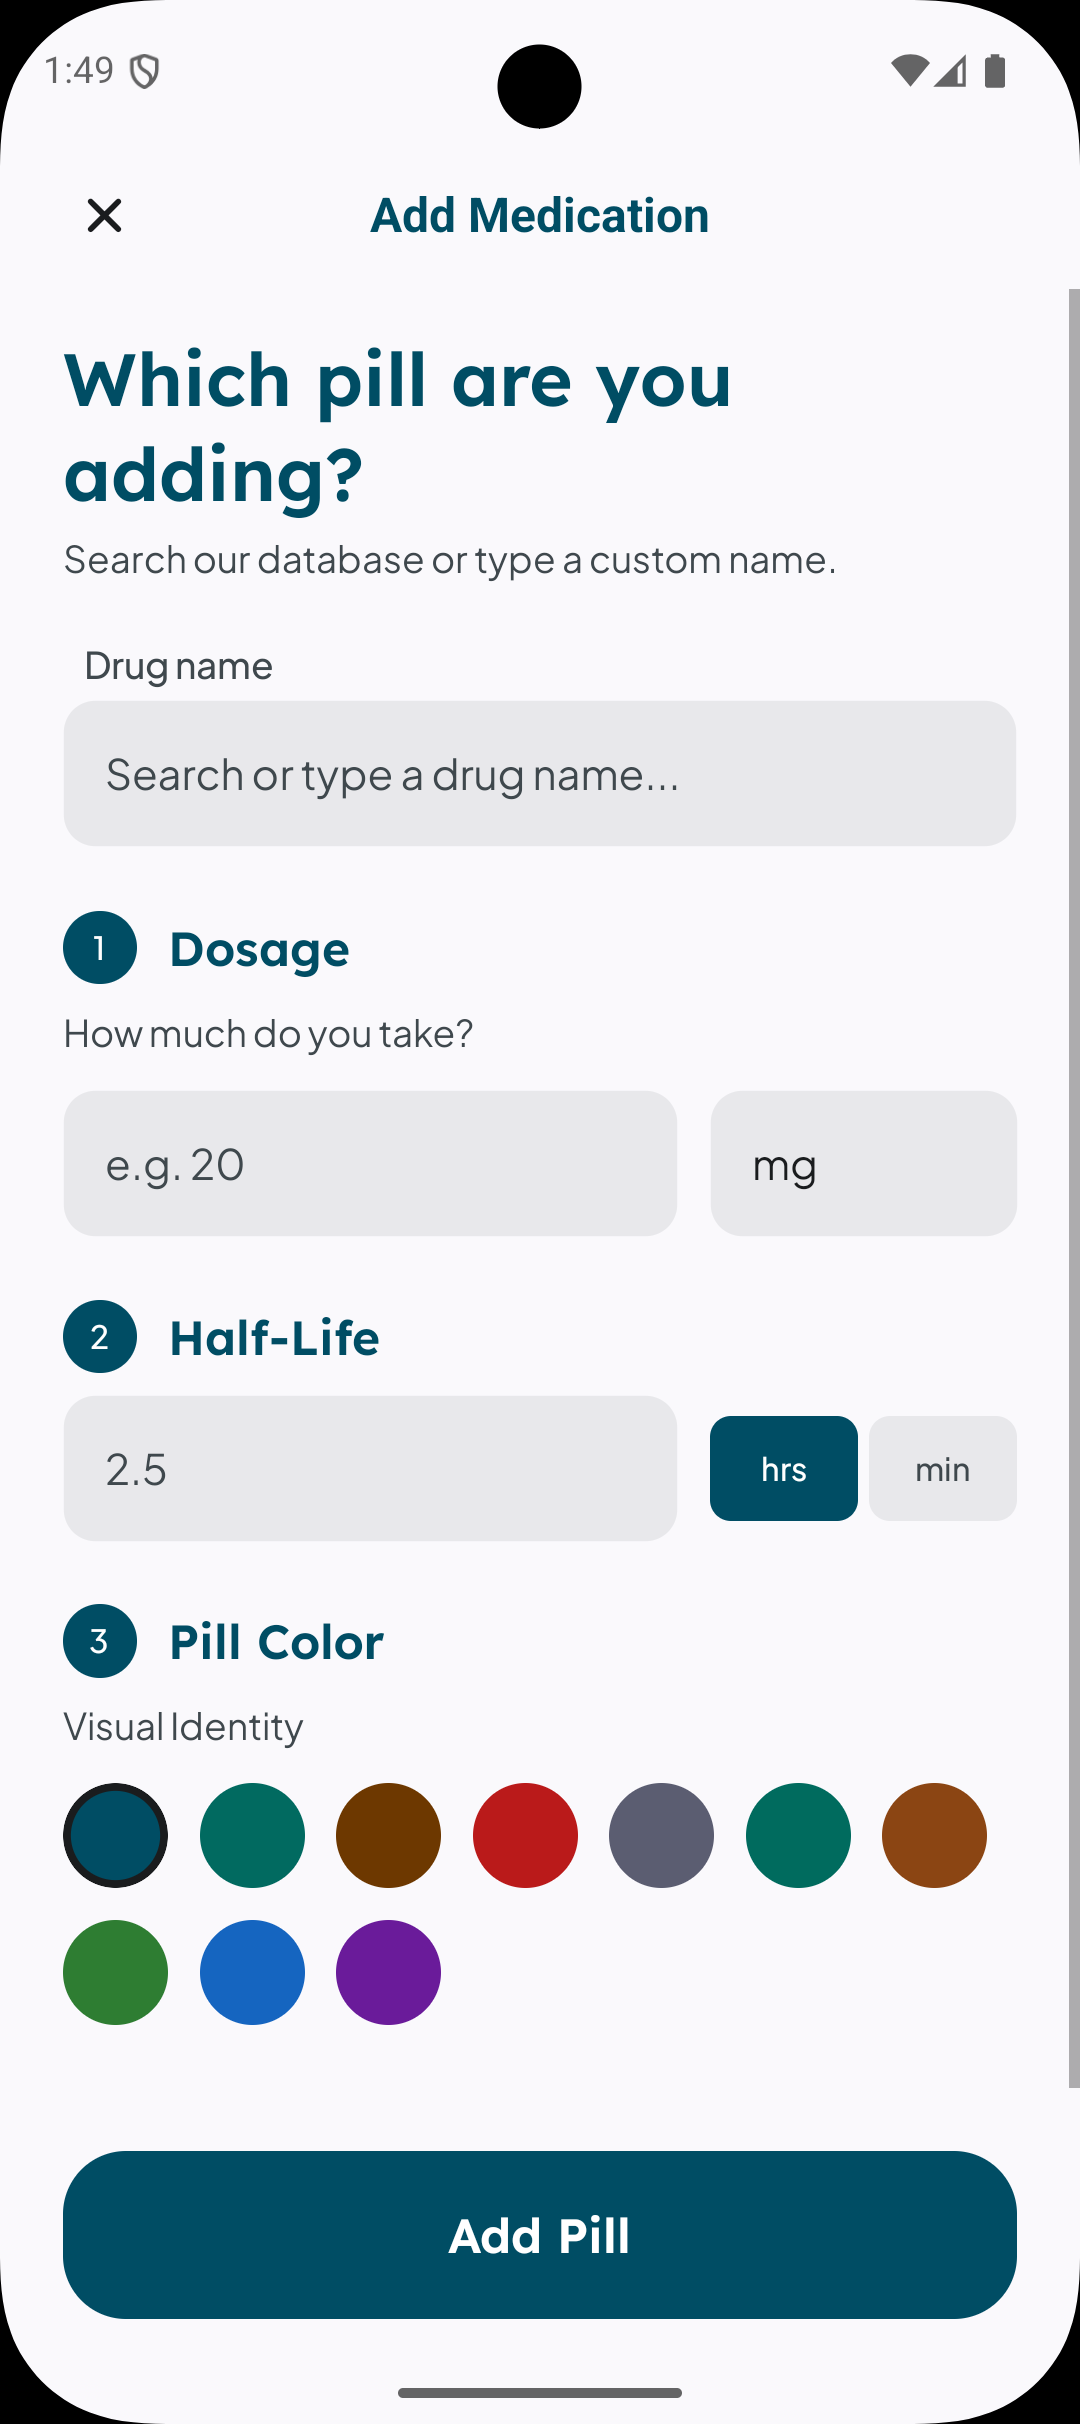 1:49
Add Medication
Which pill are you
adding?
Search our database or type a custom name.
Drug name
Search or type a drug name...
1 Dosage
How much do you take?
e.g. 20 mg
2 Half-Life
2.5 hrs min
3 Pill Color
Visual Identity
Add Pill